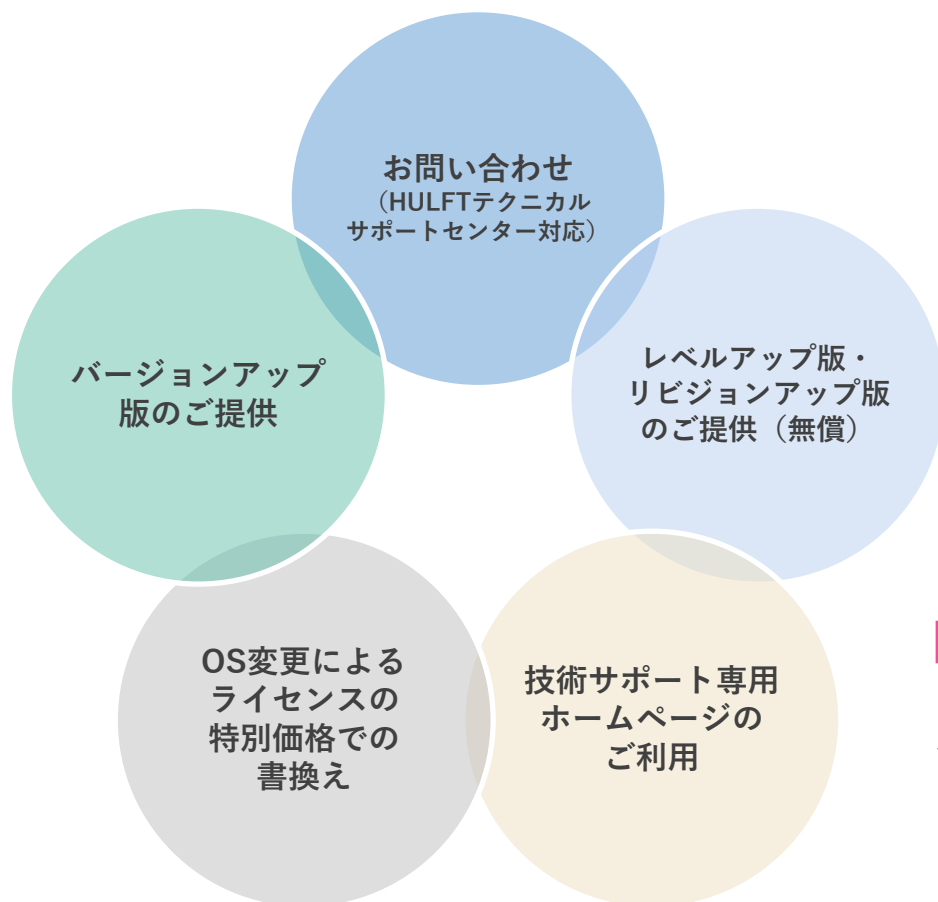 お問い合わせ
（HULFTテクニカル
サポートセンター対応）
レベルアップ版・
リビジョンアップ版
のご提供（無償）
技術サポート専用
ホームページの
ご利用
OS変更による
ライセンスの
特別価格での
書換え
バージョンアップ
版のご提供